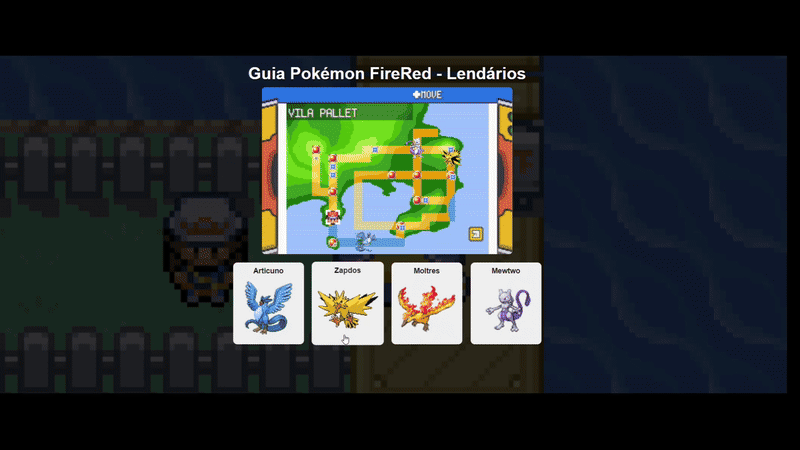 Guia Pokémon FireRed - Lendários
MOVE
VILA PALLET
Articuno
Zapdos
Moltres
Mewtwo